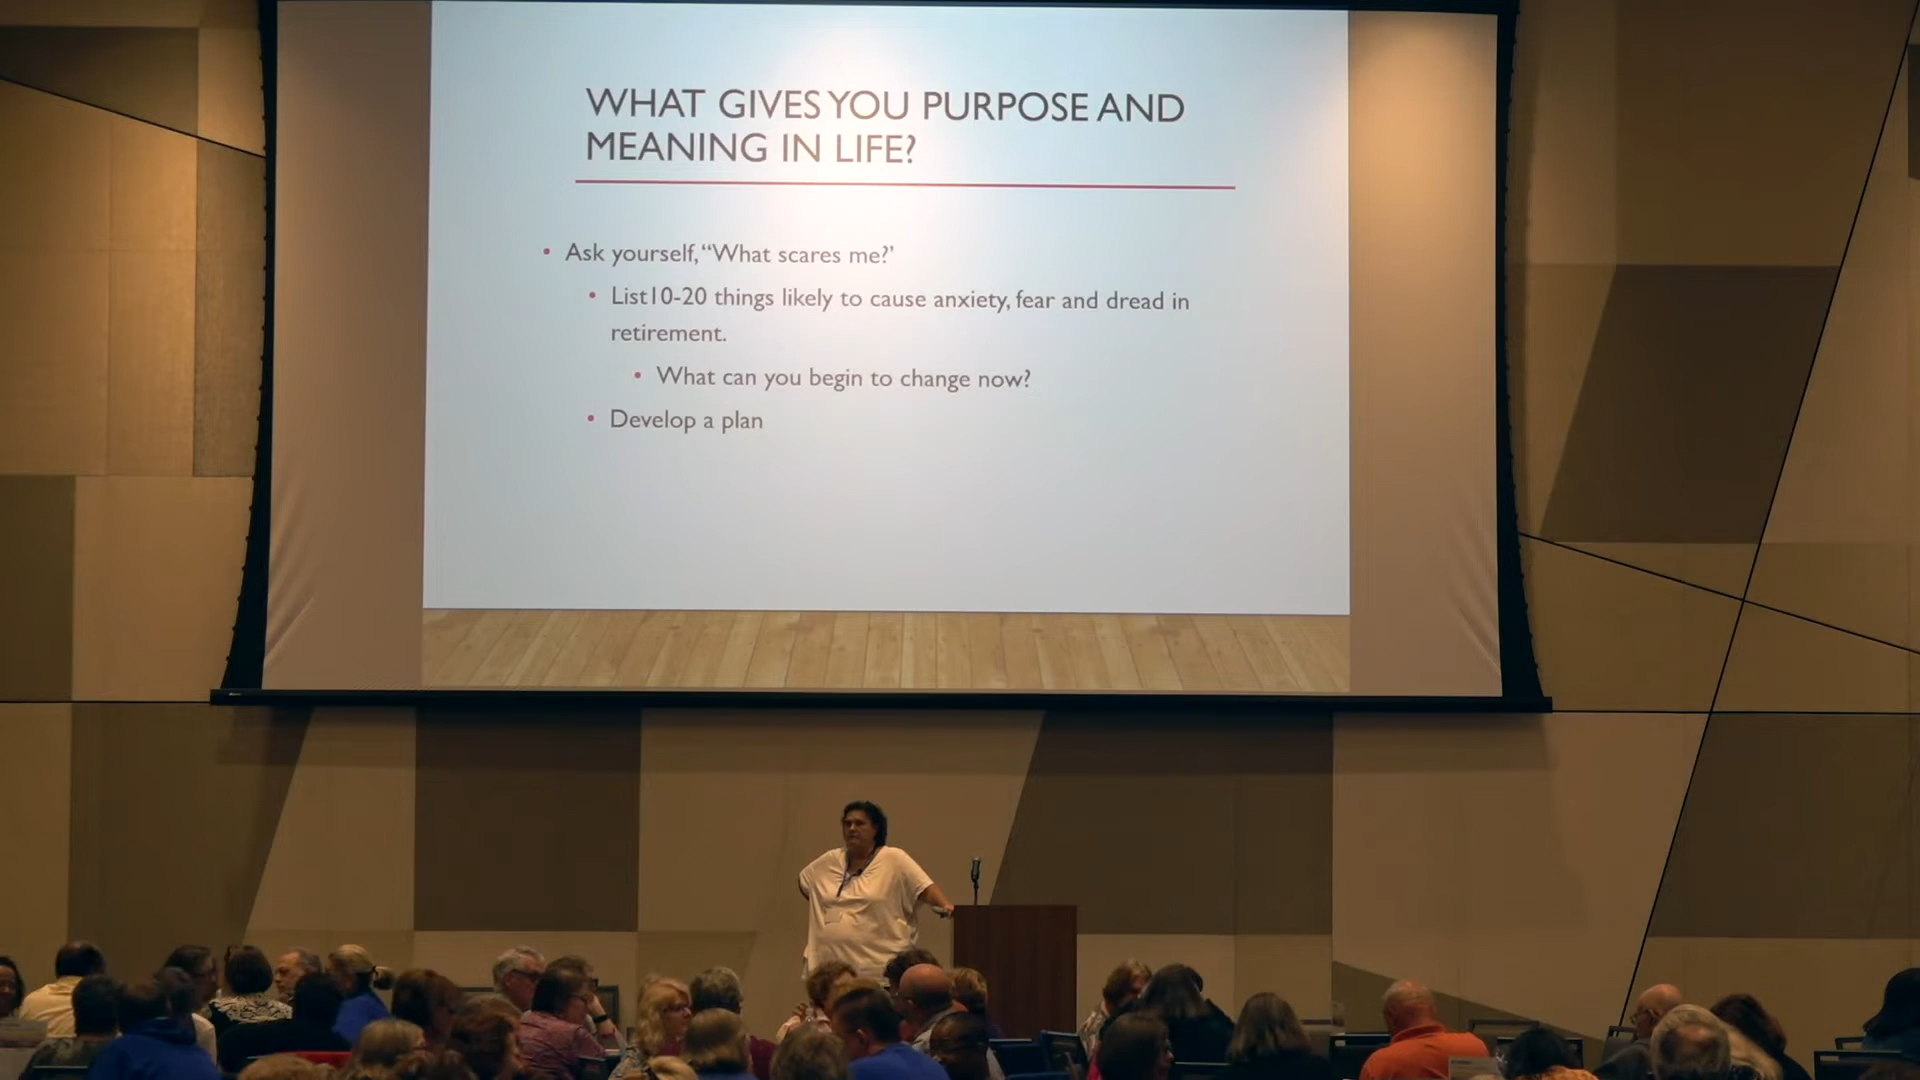 WHAT GIVES YOU PURPOSE AND
MEANING IN LIFE?
• Ask yourself, “What scares me?’
• List10-20 things likely to cause anxiety, fear and dread in
retirement.
• What can you begin to change now?
• Develop a plan